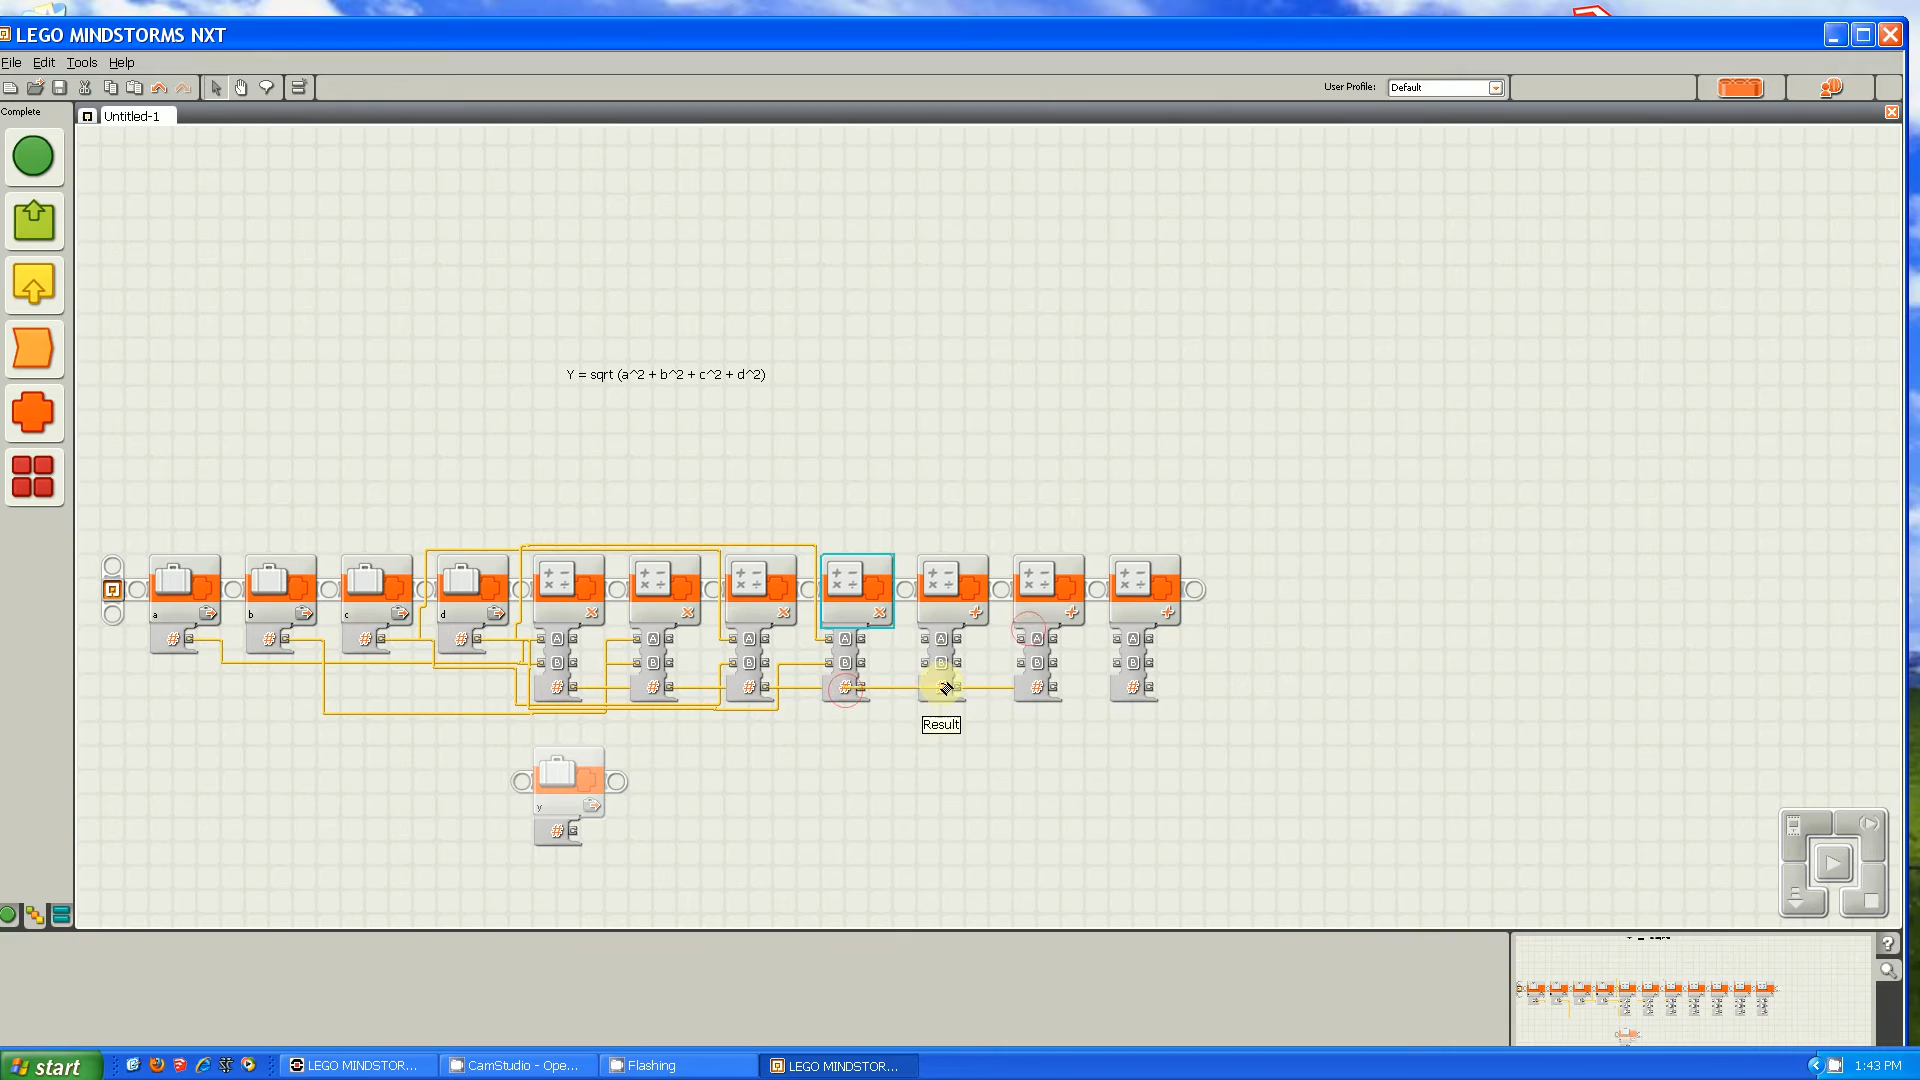 LEGO MINDSTORMS NXT
File Edit Tools Help
User Profile: Default
Complete
Untitled-1
Y = sqrt (a^2 + b^2 + c^2 + d^2)
a b c d
# # # #
A A A A A A A
B B B B B B B
# # # # # #
Result
y
#
?
start
LEGO MINDSTOR...
CamStudio - Ope...
Flashing
LEGO MINDSTOR...
1:43 PM